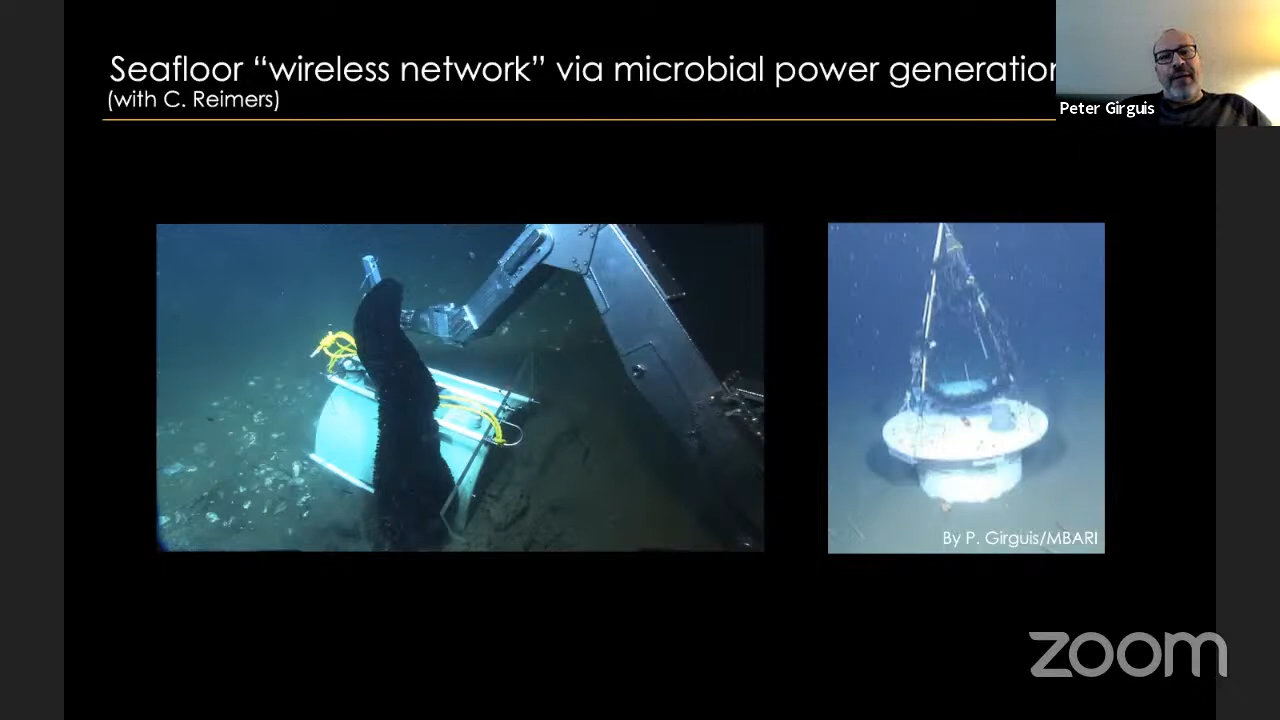 Seafloor “wireless network” via microbial power generation
(with C. Reimers)
Peter Girguis
By P. Girguis/MBARI
zoom